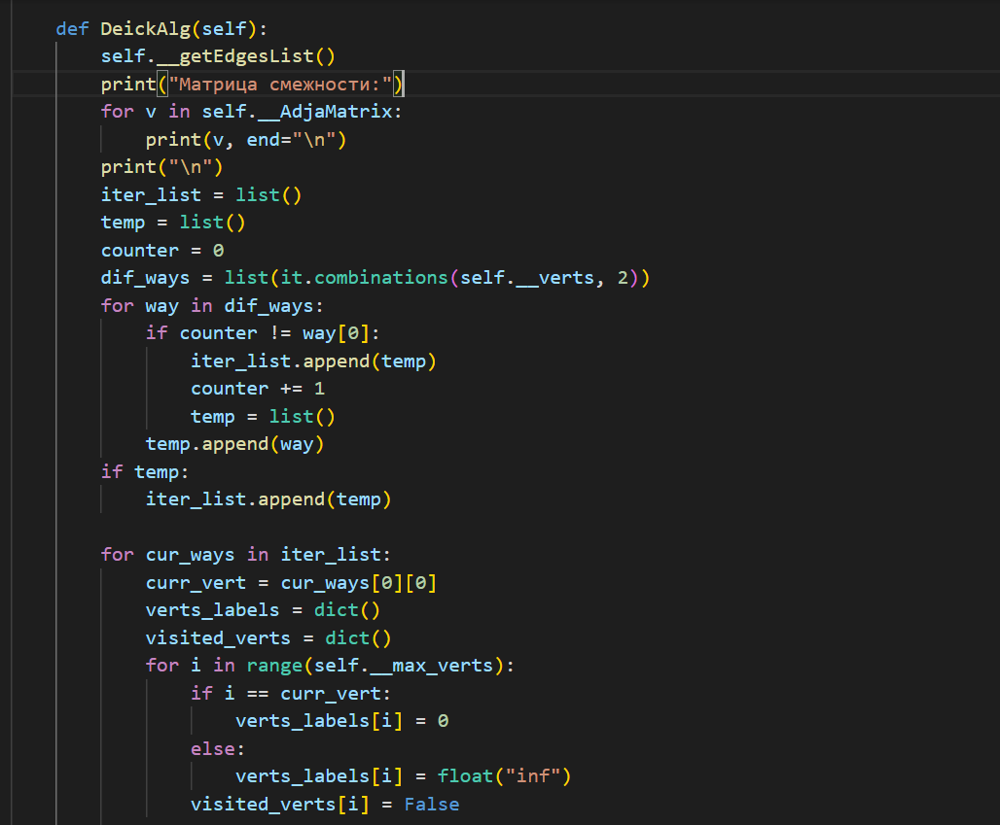 def DeickAlg(self):
    self.__getEdgesList()
    print("Матрица смежности:")
    for v in self.__AdjaMatrix:
        print(v, end="\n")
    print("\n")
    iter_list = list()
    temp = list()
    counter = 0
    dif_ways = list(it.combinations(self.__verts, 2))
    for way in dif_ways:
        if counter != way[0]:
            iter_list.append(temp)
            counter += 1
            temp = list()
        temp.append(way)
    if temp:
        iter_list.append(temp)

    for cur_ways in iter_list:
        curr_vert = cur_ways[0][0]
        verts_labels = dict()
        visited_verts = dict()
        for i in range(self.__max_verts):
            if i == curr_vert:
                verts_labels[i] = 0
            else:
                verts_labels[i] = float("inf")
            visited_verts[i] = False